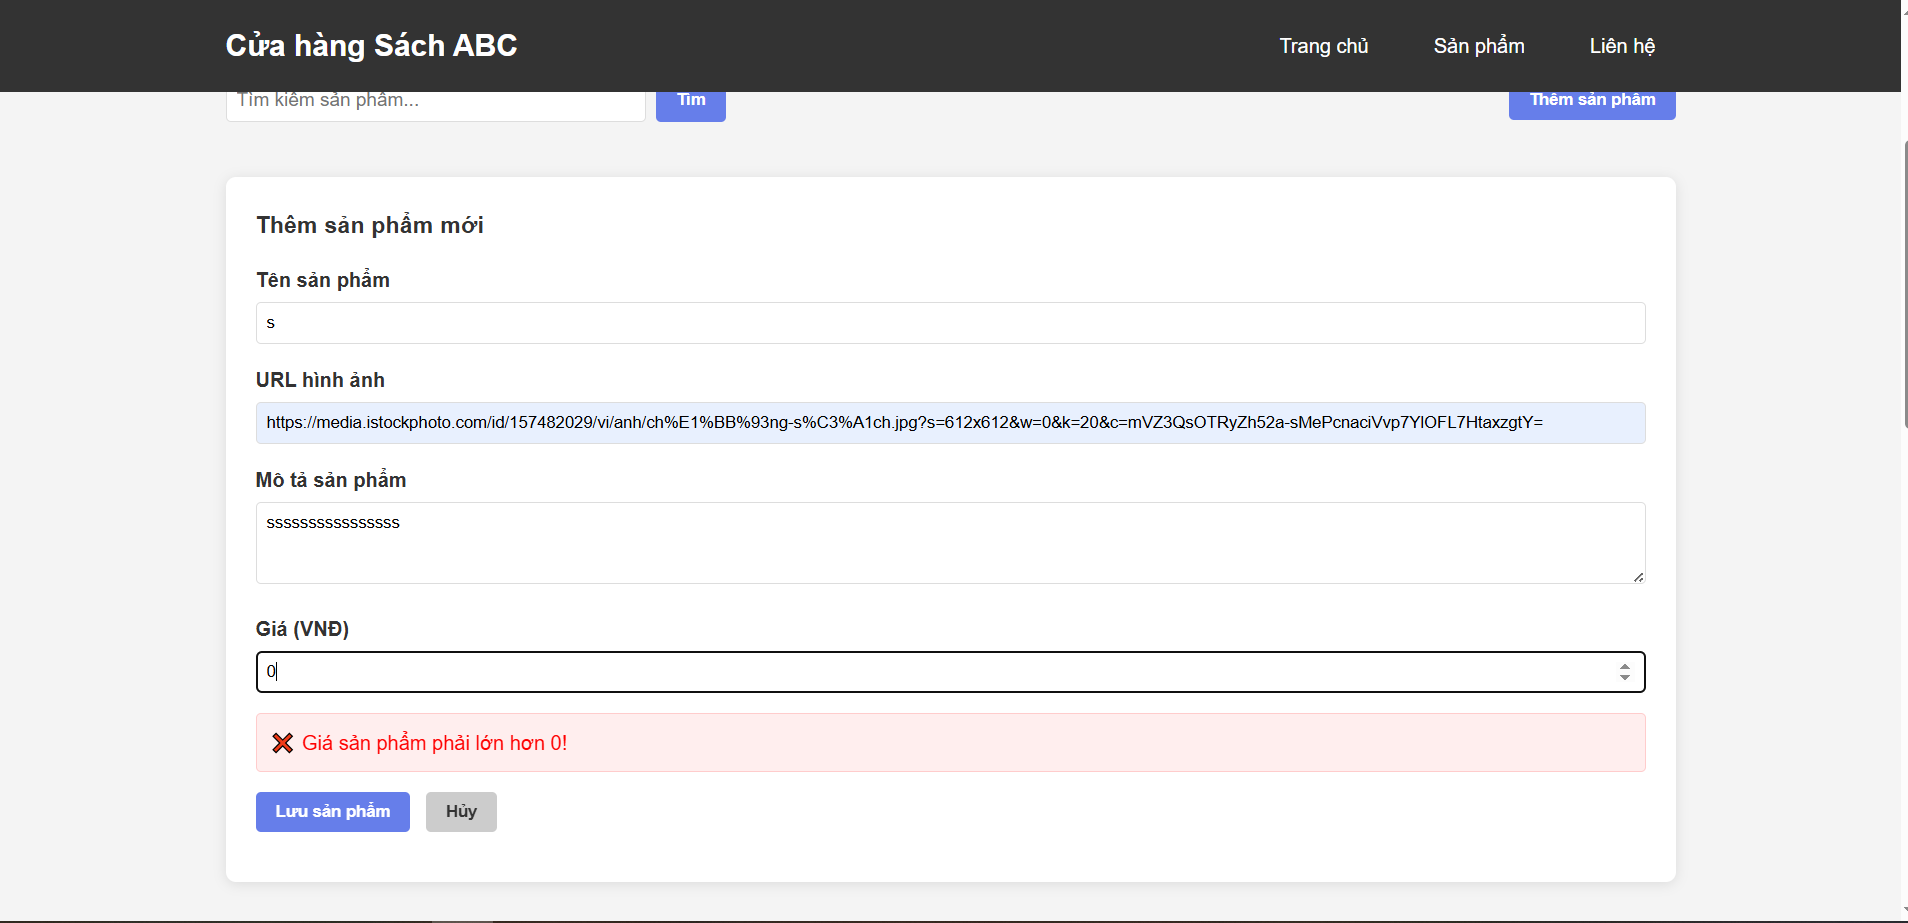 Cửa hàng Sách ABC
Trang chủ
Sản phẩm
Liên hệ
Tìm kiếm sản phẩm...
Tìm
Thêm sản phẩm
Thêm sản phẩm mới
Tên sản phẩm
s
URL hình ảnh
https://media.istockphoto.com/id/157482029/vi/anh/ch%E1%BB%93ng-s%C3%A1ch.jpg?s=612x612&w=0&k=20&c=mVZ3QsOTRyZh52a-sMePcnaciVvp7YlOFL7HtaxzgtY=
Mô tả sản phẩm
ssssssssssssssss
Giá (VNĐ)
0
Giá sản phẩm phải lớn hơn 0!
Lưu sản phẩm
Hủy